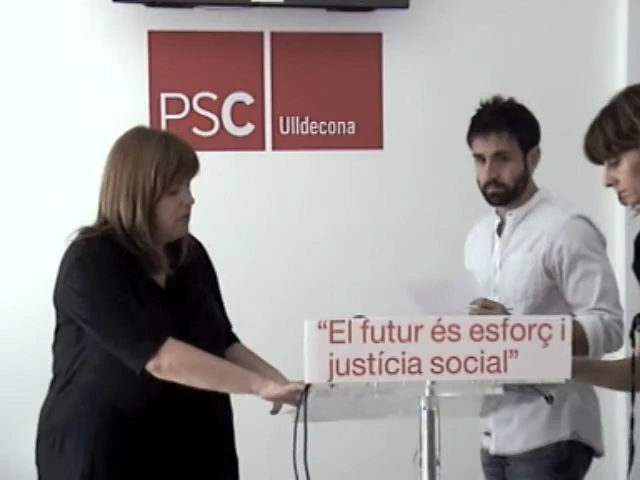 PSC
Ulldecona
“El futur és esforç i
justícia social”